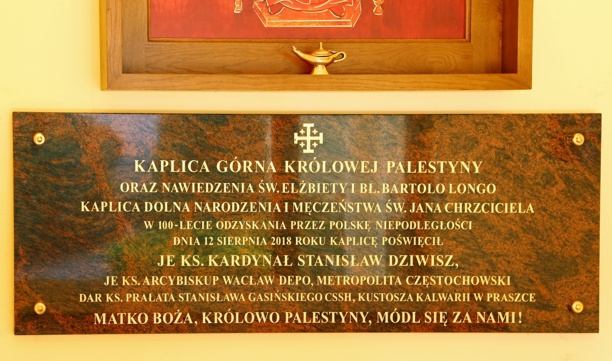 KAPLICA GÓRNA KRÓLOWEJ PALESTYNY
ORAZ NAWIEDZENIA ŚW. ELŻBIETY I BŁ. BARTOLO LONGO
KAPLICA DOLNA NARODZENIA I MĘCZEŃSTWA ŚW. JANA CHRZCICIELA
W 100-LECIE ODZYSKANIA PRZEZ POLSKĘ NIEPODLEGŁOŚCI
DNIA 12 SIERPNIA 2018 ROKU KAPLICĘ POŚWIĘCIŁ
JE KS. KARDYNAŁ STANISŁAW DZIWISZ,
JE KS. ARCYBISKUP WACŁAW DEPO, METROPOLITA CZĘSTOCHOWSKI
DAR KS. PRAŁATA STANISŁAWA GASIŃSKIEGO CSSH, KUSTOSZA KALWARII W PRASZCE
MATKO BOŻA, KRÓLOWO PALESTYNY, MÓDL SIĘ ZA NAMI!